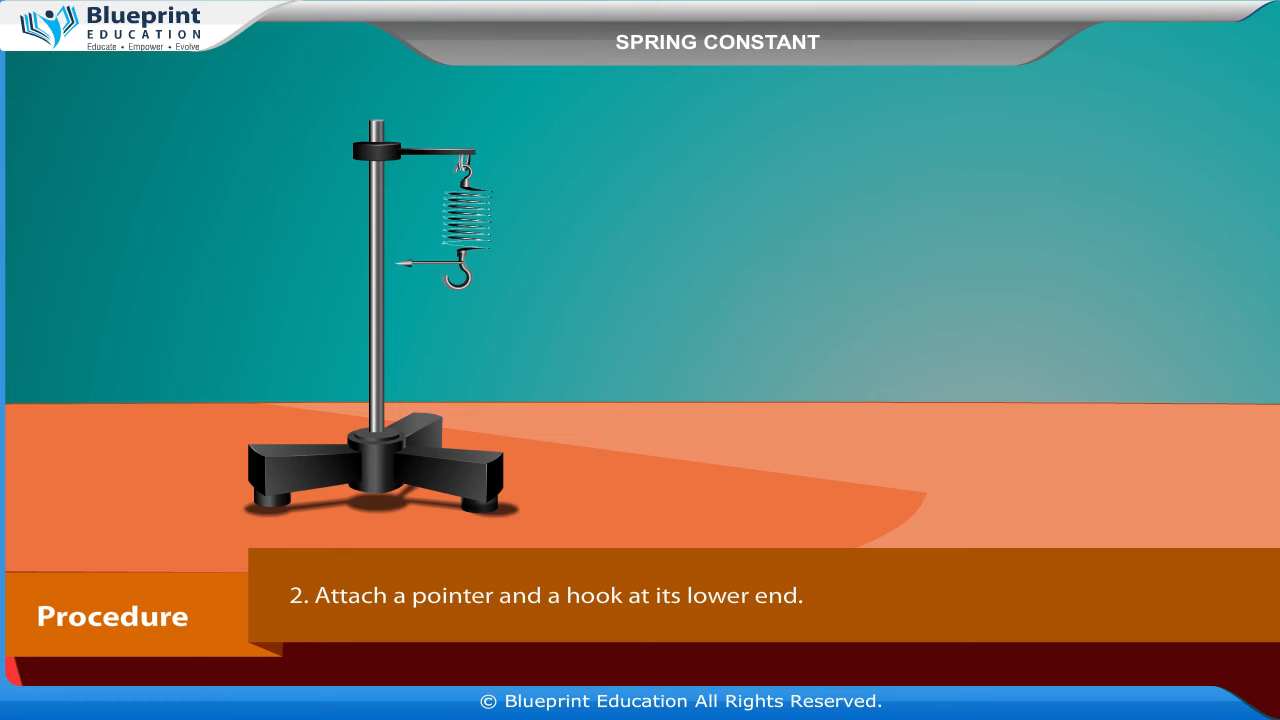 Blueprint
EDUCATION
Educate • Empower • Evolve
SPRING CONSTANT
2. Attach a pointer and a hook at its lower end.
Procedure
© Blueprint Education All Rights Reserved.